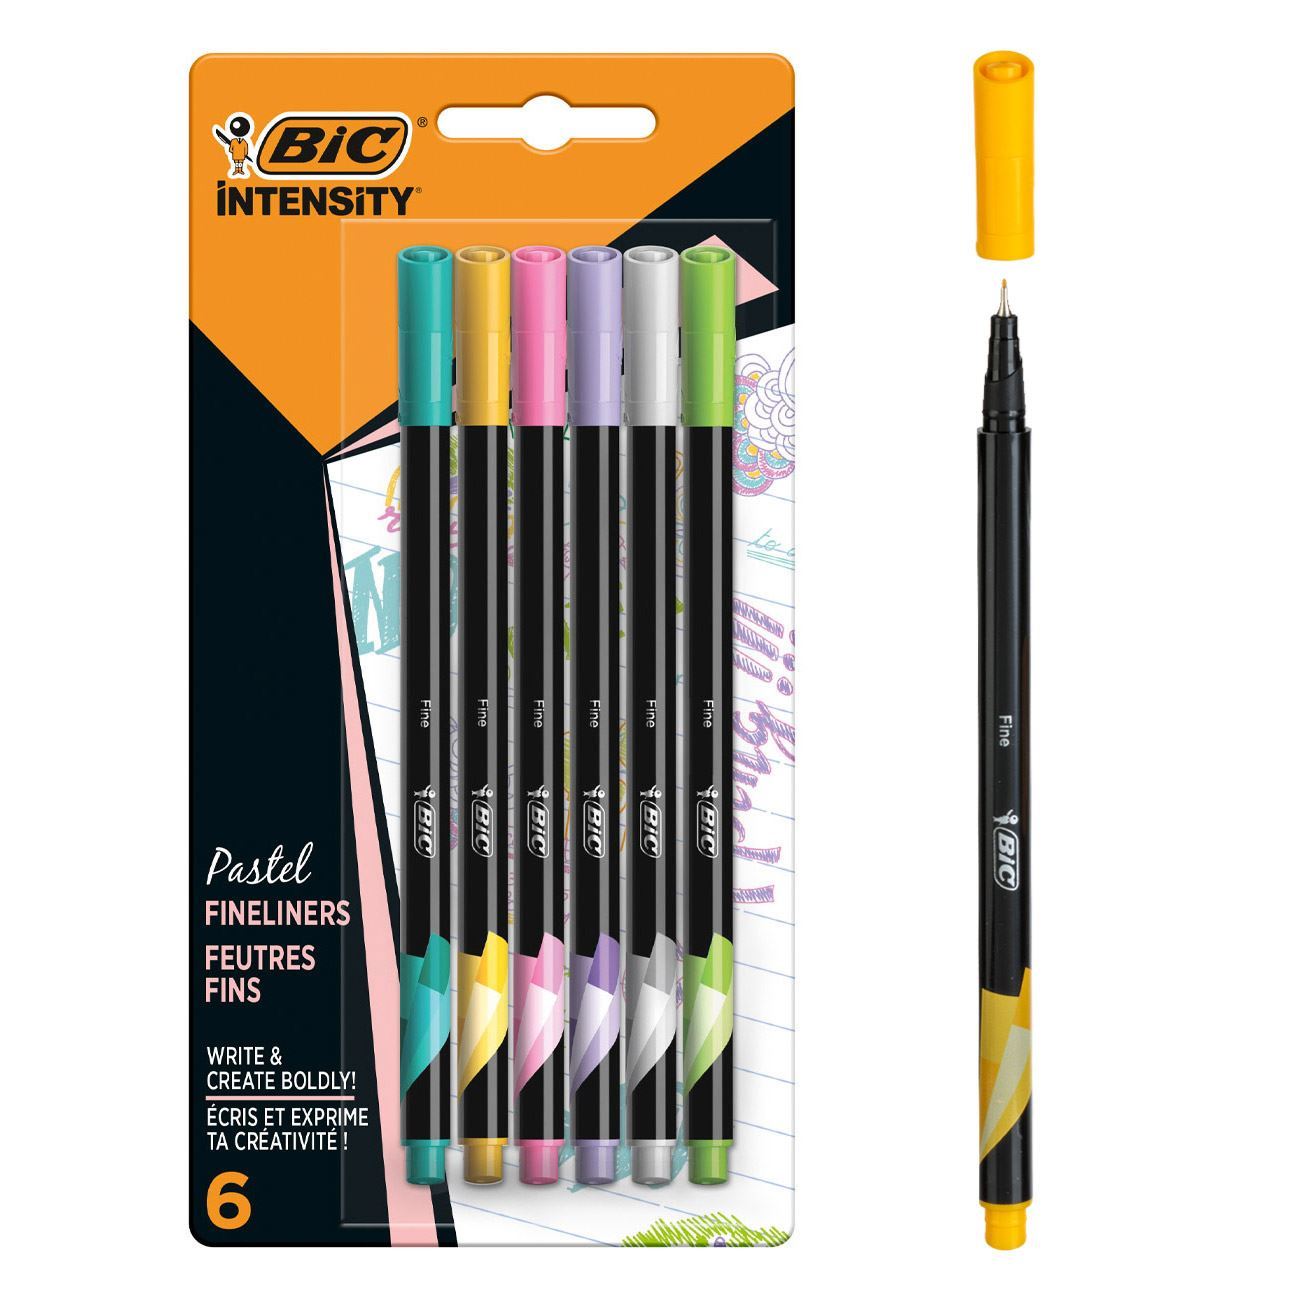 BiC®
iNTENSiTY®
Fine
BiC
Fine
BiC
Fine
BiC
Fine
BiC
Fine
BiC
Fine
BiC
Pastel
FINELINERS
FEUTRES
FINS
WRITE &
CREATE BOLDLY!
ÉCRIS ET EXPRIME
TA CRÉATIVITÉ !
6
Fine
BiC